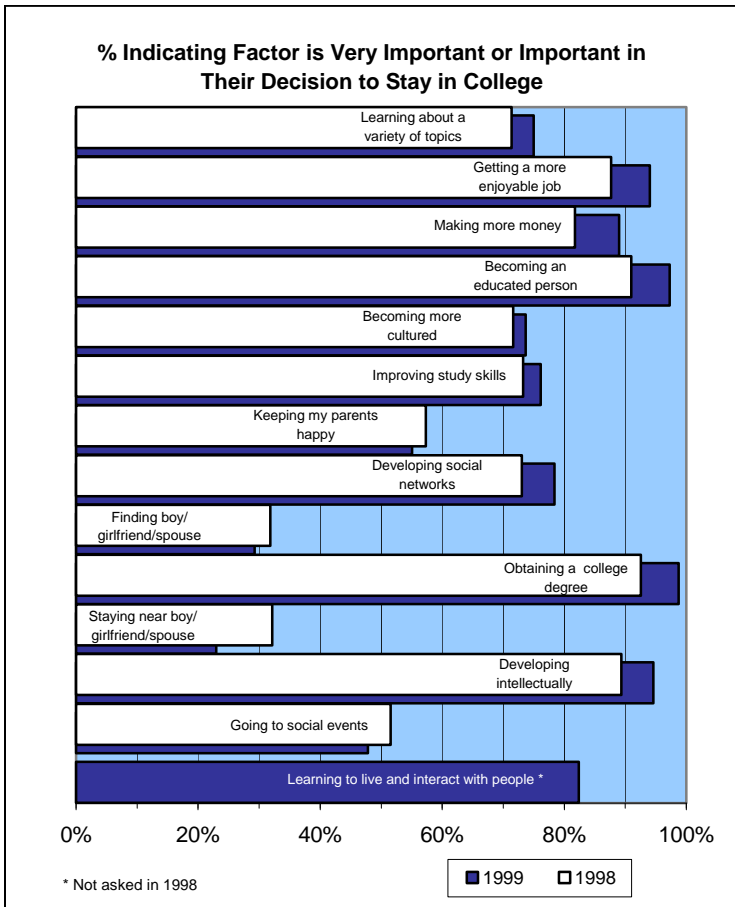 % Indicating Factor is Very Important or Important in
Their Decision to Stay in College
Learning about a
variety of topics
Getting a more
enjoyable job
Making more money
Becoming an
educated person
Becoming more
cultured
Improving study skills
Keeping my parents
happy
Developing social
networks
Finding boy/
girlfriend/spouse
Obtaining a college
degree
Staying near boy/
girlfriend/spouse
Developing
intellectually
Going to social events
Learning to live and interact with people *
0% 20% 40% 60% 80% 100%
* Not asked in 1998
1999 1998